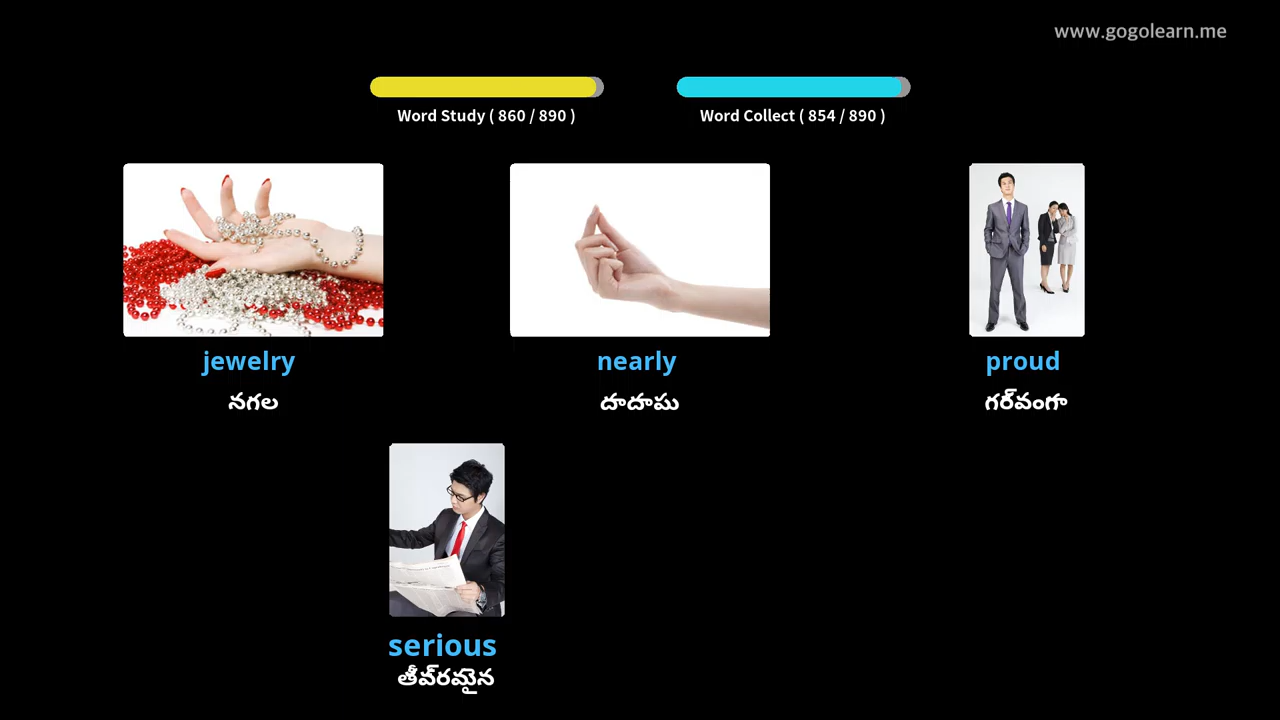 www.gogolearn.me
Word Study ( 860 / 890 )
Word Collect ( 854 / 890 )
jewelry
నగల
nearly
దాదాపు
proud
గర్‌వంగా
serious
తీవ్‌రమైన